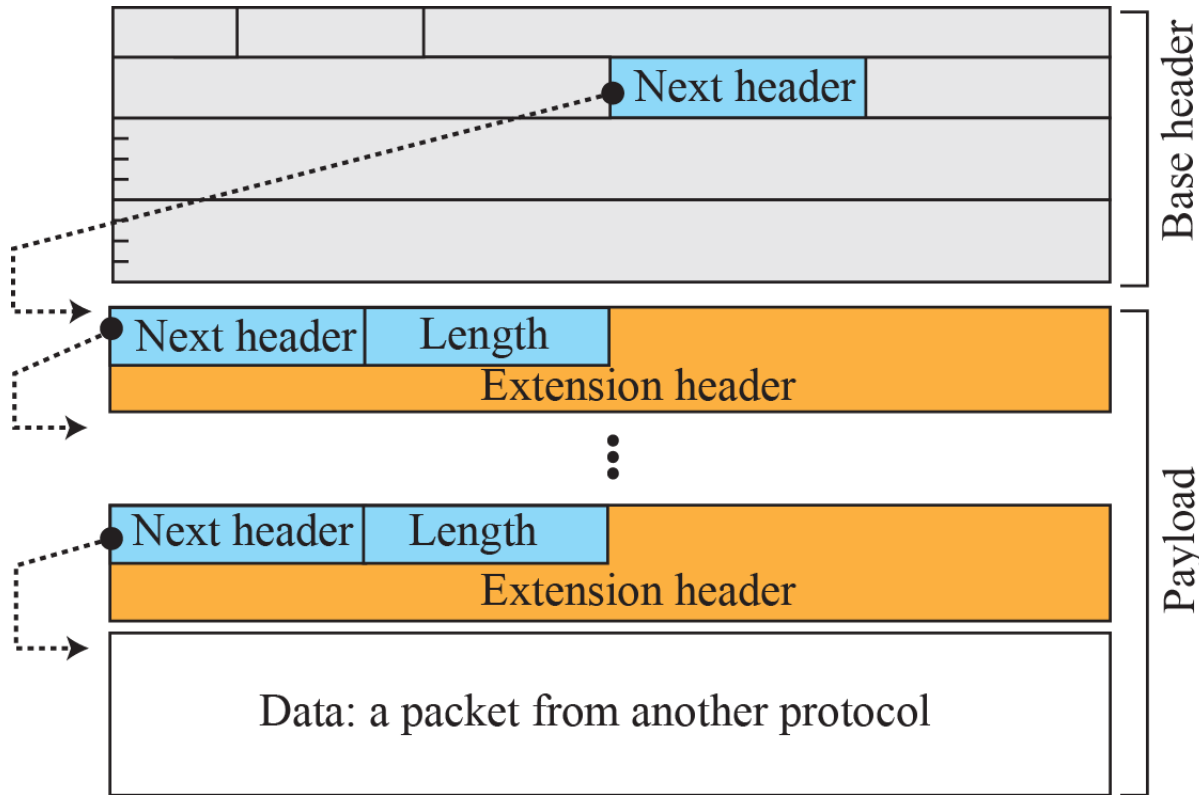 Next header
Base header
Next header
Length
Extension header
Next header
Length
Extension header
Payload
Data: a packet from another protocol